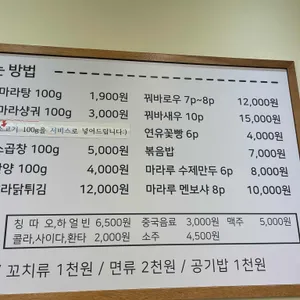 는 방법
마라탕 100g 1,900원
마라샹궈 100g 3,000원
100g을 서비스로 넣어드립니다:)
소곱창 100g 5,000원
양 100g 4,000원
라닭튀김 12,000원
꿔바로우 7p~8p 12,000원
꿔바새우 10p 15,000원
연유꽃빵 6p 4,000원
볶음밥 7,000원
마라루 수제만두 6p 8,000원
마라루 멘보샤 8p 10,000원
칭 따 오,하 얼 빈 6,500원 중국음료 3,000원 맥주 5,000원
콜라,사이다,환타 2,000원 소주 4,500원
/ 꼬치류 1천원 / 면류 2천원 / 공기밥 1천원